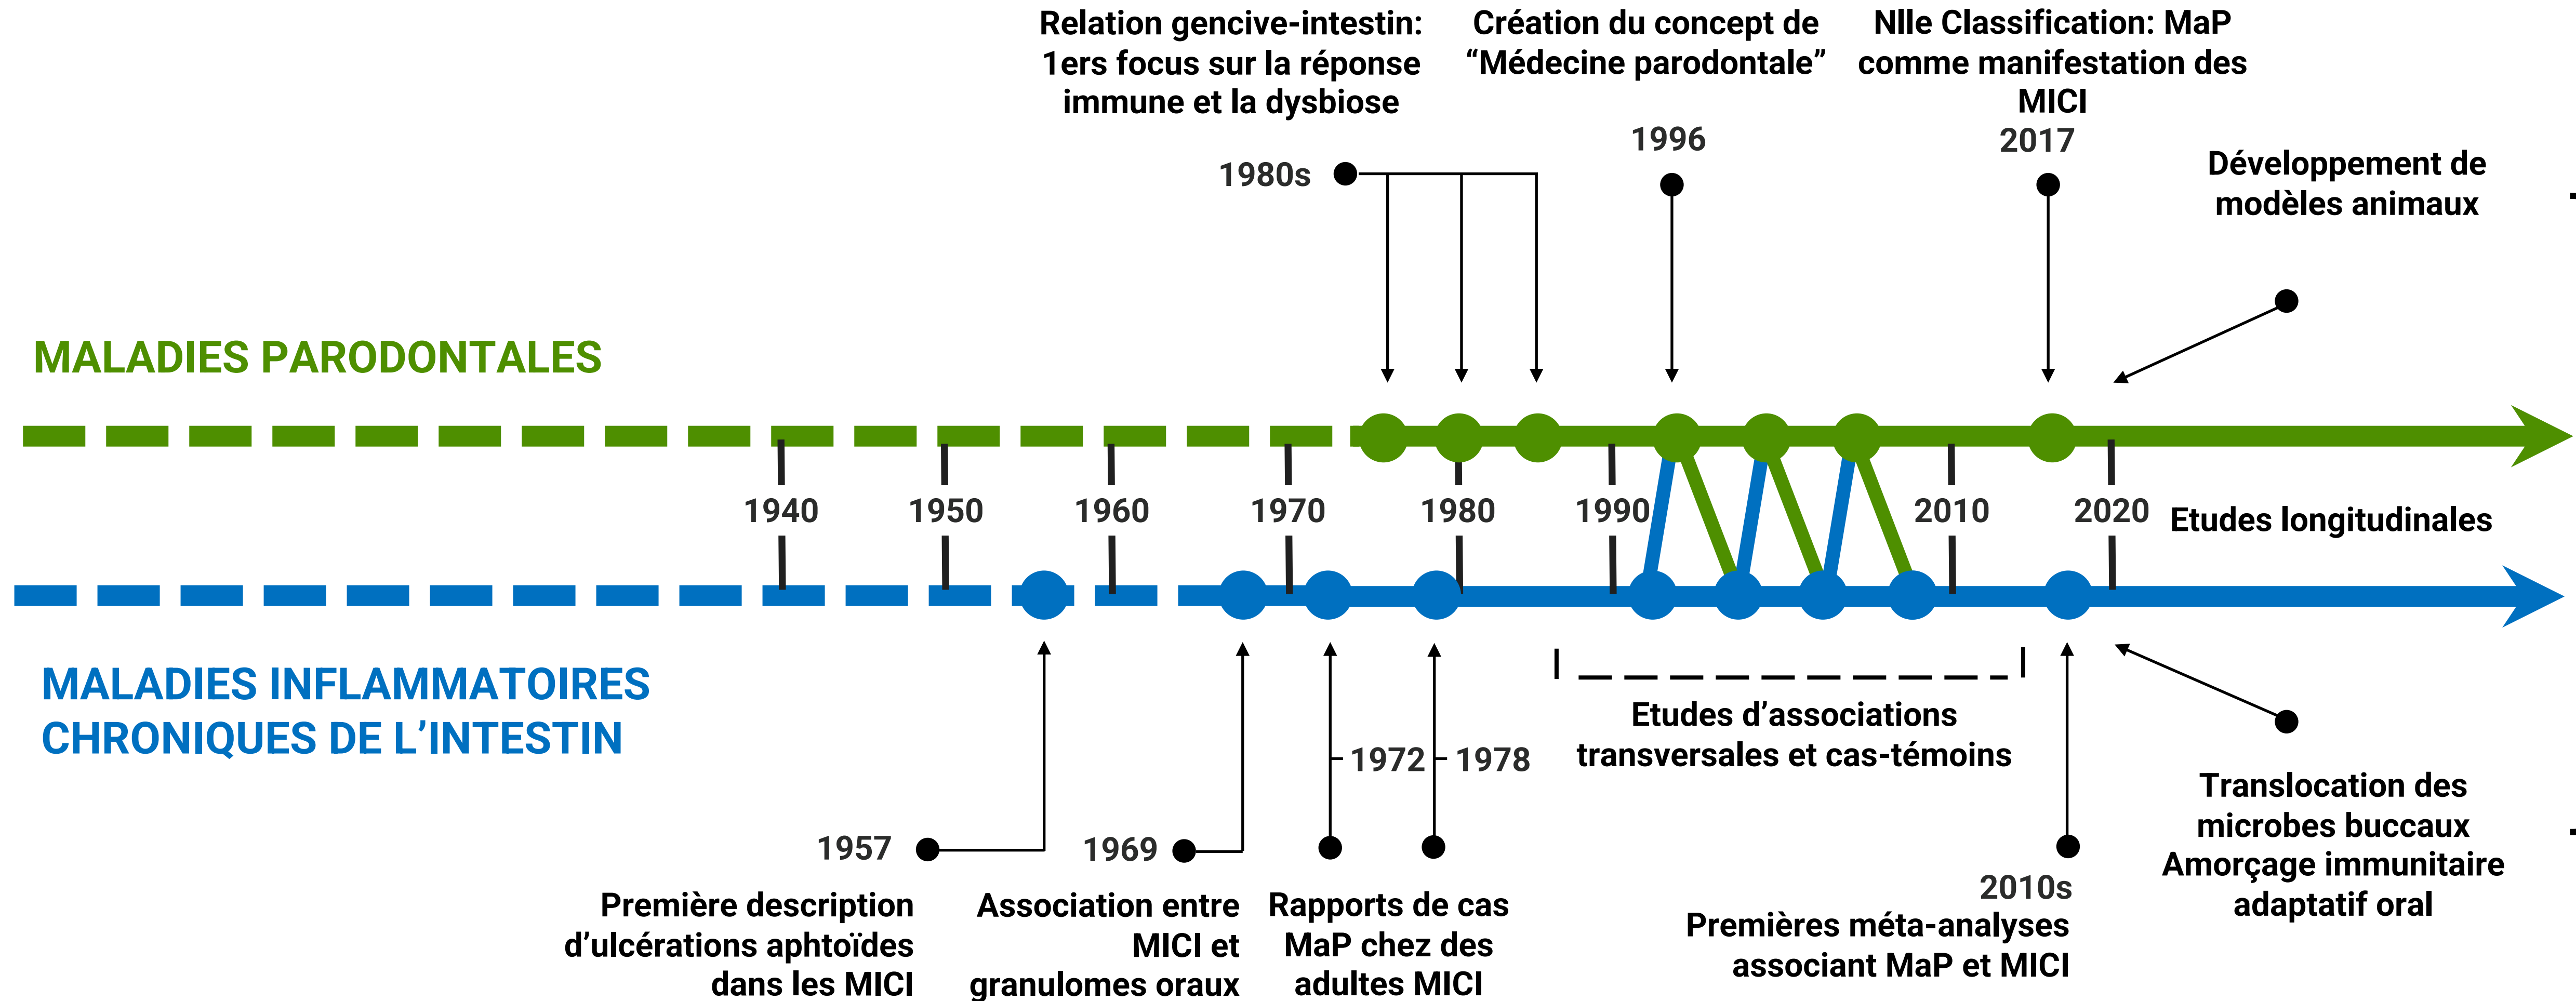 Relation gencive-intestin:
1ers focus sur la réponse
immune et la dysbiose
1980s
Création du concept de
“Médecine parodontale”
1996
Nlle Classification: MaP
comme manifestation des
MICI
2017
Développement de
modèles animaux
MALADIES PARODONTALES
1940
1950
1960
1970
1980
1990
2010
2020
Etudes longitudinales
MALADIES INFLAMMATOIRES
CHRONIQUES DE L’INTESTIN
1957
Première description
d’ulcérations aphtoïdes
dans les MICI
1969
Association entre
MICI et
granulomes oraux
1972
1978
Rapports de cas
MaP chez des
adultes MICI
Etudes d’associations
transversales et cas-témoins
2010s
Premières méta-analyses
associant MaP et MICI
Translocation des
microbes buccaux
Amorçage immunitaire
adaptatif oral